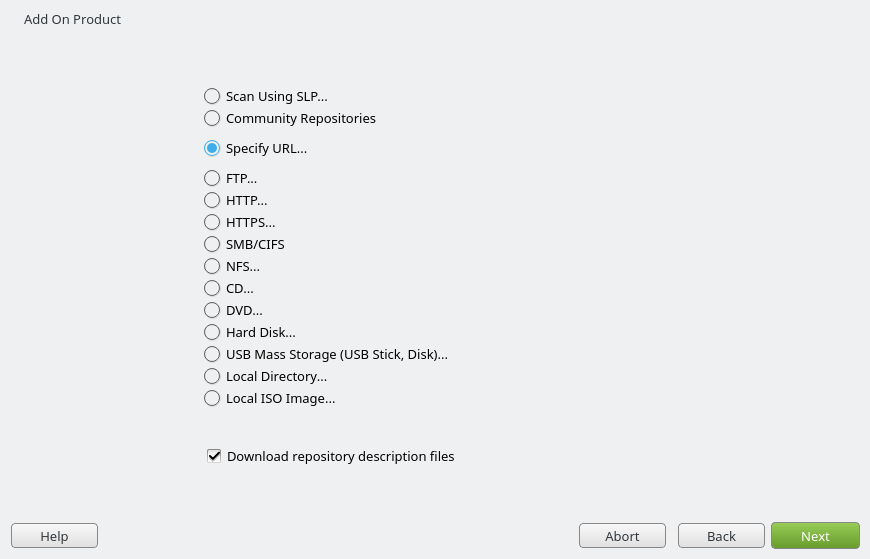 Add On Product
Scan Using SLP...
Community Repositories
Specify URL...
FTP...
HTTP...
HTTPS...
SMB/CIFS
NFS...
CD...
DVD...
Hard Disk...
USB Mass Storage (USB Stick, Disk)...
Local Directory...
Local ISO Image...
Download repository description files
Help Abort Back Next